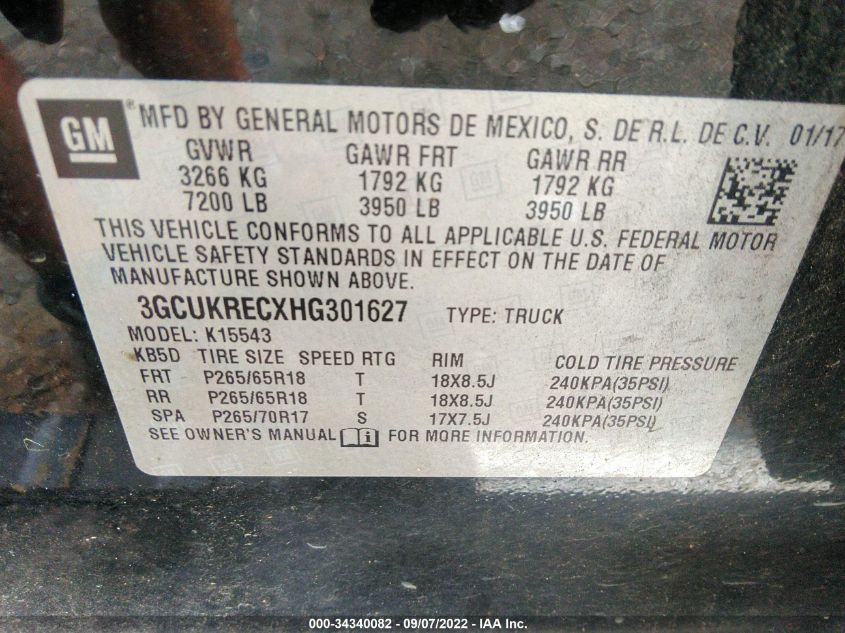 GM ® MFD BY GENERAL MOTORS DE MEXICO, S. DE R.L. DE C.V. 01/17
GVWR GAWR FRT GAWR RR
3266 KG 1792 KG 1792 KG
7200 LB 3950 LB 3950 LB
THIS VEHICLE CONFORMS TO ALL APPLICABLE U.S. FEDERAL MOTOR
VEHICLE SAFETY STANDARDS IN EFFECT ON THE DATE OF
MANUFACTURE SHOWN ABOVE.
3GCUKRECXHG301627 TYPE: TRUCK
MODEL: K15543
KB5D TIRE SIZE SPEED RTG RIM COLD TIRE PRESSURE
FRT P265/65R18 T 18X8.5J 240KPA(35PSI)
RR P265/65R18 T 18X8.5J 240KPA(35PSI)
SPA P265/70R17 S 17X7.5J 240KPA(35PSI)
SEE OWNER'S MANUAL i FOR MORE INFORMATION.
000-34340082 - 09/07/2022 - IAA Inc.